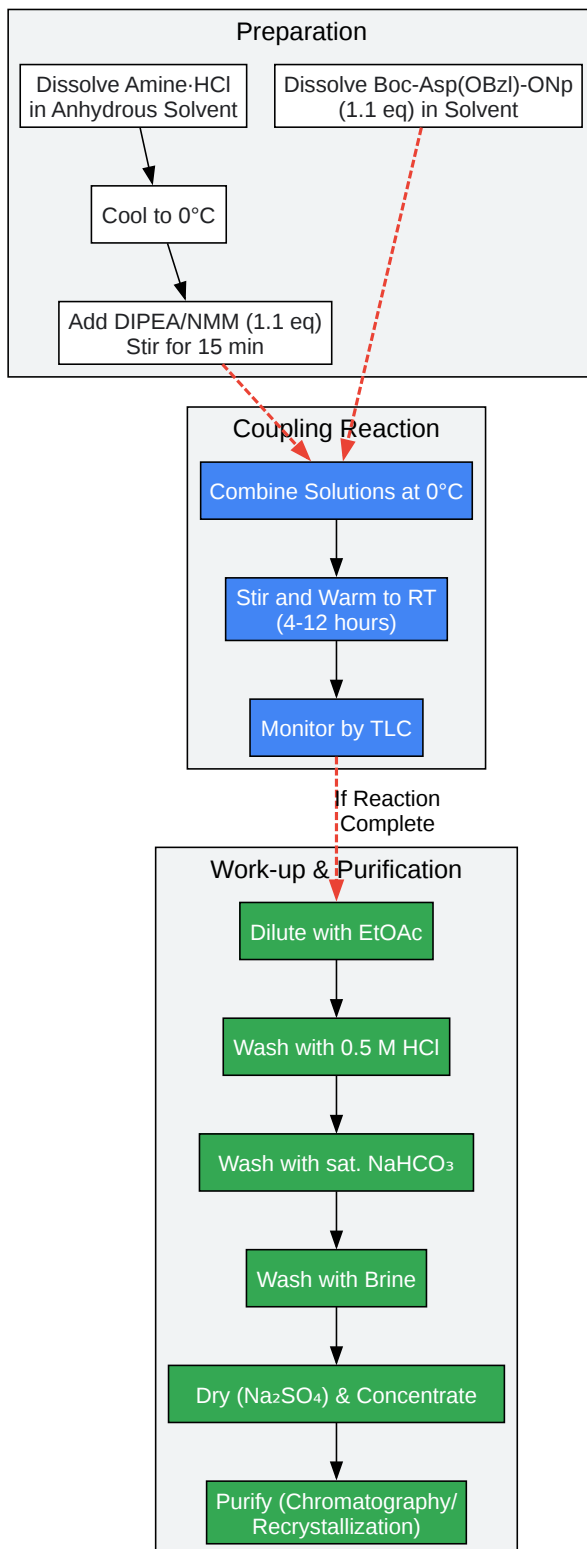 Preparation
Dissolve Amine·HCl
in Anhydrous Solvent
Dissolve Boc-Asp(OBzl)-ONp
(1.1 eq) in Solvent
Cool to 0°C
Add DIPEA/NMM (1.1 eq)
Stir for 15 min
Coupling Reaction
Combine Solutions at 0°C
Stir and Warm to RT
(4-12 hours)
Monitor by TLC
If Reaction
Complete
Work-up & Purification
Dilute with EtOAc
Wash with 0.5 M HCl
Wash with sat. NaHCO₃
Wash with Brine
Dry (Na₂SO₄) & Concentrate
Purify (Chromatography/
Recrystallization)